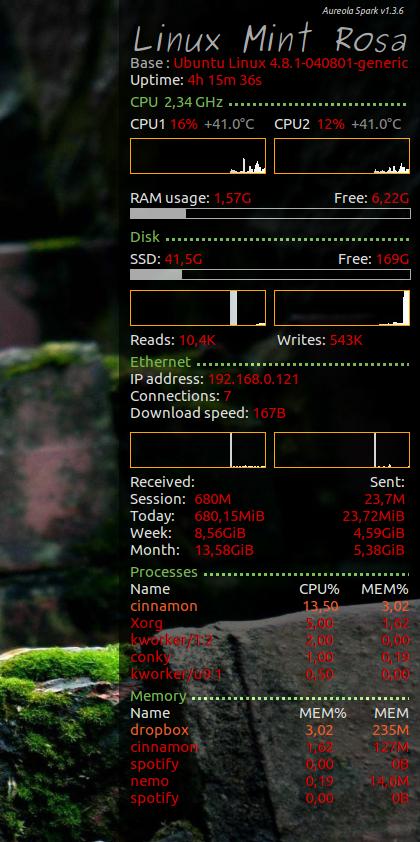 Aureola Spark v1.3.6
Linux Mint Rosa
Base : Ubuntu Linux 4.8.1-040801-generic
Uptime: 4h 15m 36s
CPU 2,34 GHz
CPU1 16% +41.0°C CPU2 12% +41.0°C
RAM usage: 1,57G Free: 6,22G
Disk
SSD: 41,5G Free: 169G
Reads: 10,4K Writes: 543K
Ethernet
IP address: 192.168.0.121
Connections: 7
Download speed: 167B
Received: Sent:
Session: 680M 23,7M
Today: 680,15MiB 23,72MiB
Week: 8,56GiB 4,59GiB
Month: 13,58GiB 5,38GiB
Processes
Name CPU% MEM%
cinnamon 13,50 3,02
Xorg 5,00 1,62
kworker/1:2 2,00 0,00
conky 1,00 0,19
kworker/u9:1 0,50 0,00
Memory
Name MEM% MEM
dropbox 3,02 235M
cinnamon 1,62 127M
spotify 0,00 0B
nemo 0,19 14,6M
spotify 0,00 0B